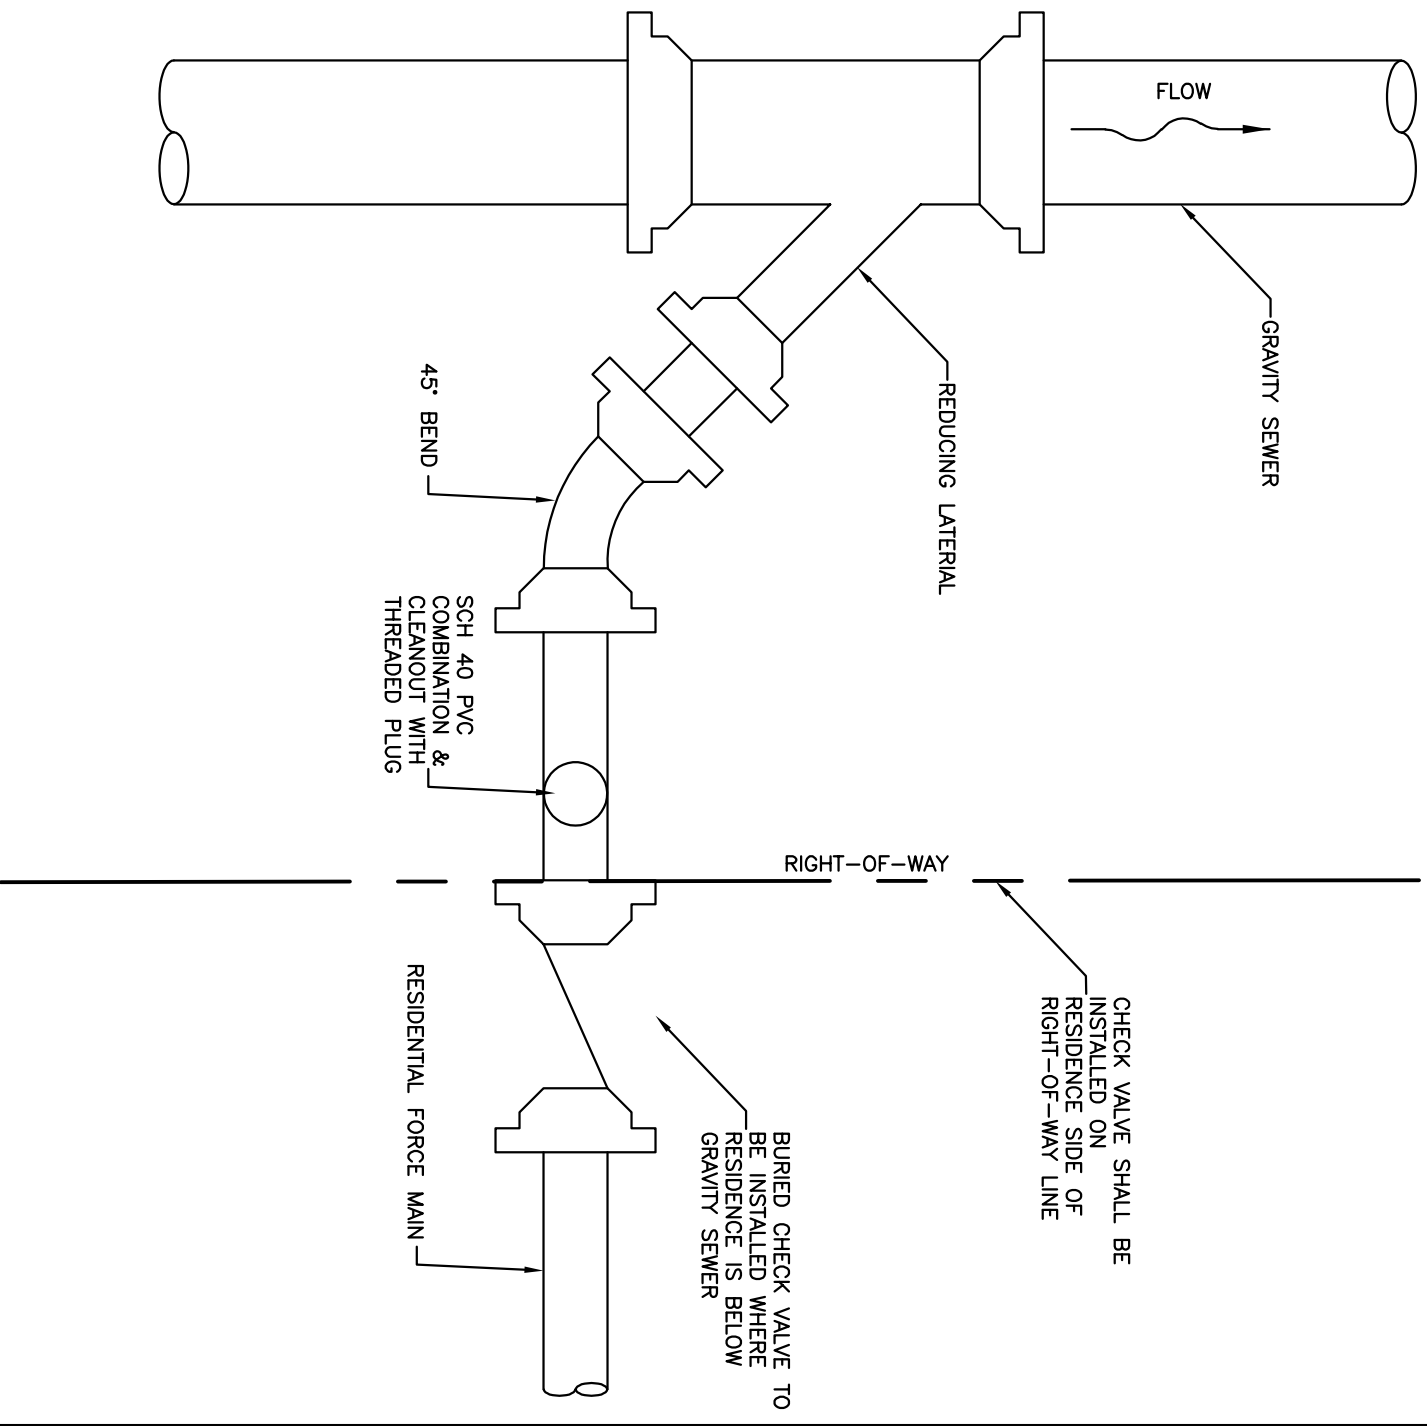 FLOW
GRAVITY SEWER
REDUCING LATERIAL
45° BEND
SCH 40 PVC
COMBINATION &
CLEANOUT WITH
THREADED PLUG
RIGHT-OF-WAY
CHECK VALVE SHALL BE
INSTALLED ON
RESIDENCE SIDE OF
RIGHT-OF-WAY LINE
BURIED CHECK VALVE TO
BE INSTALLED WHERE
RESIDENCE IS BELOW
GRAVITY SEWER
RESIDENTIAL FORCE MAIN